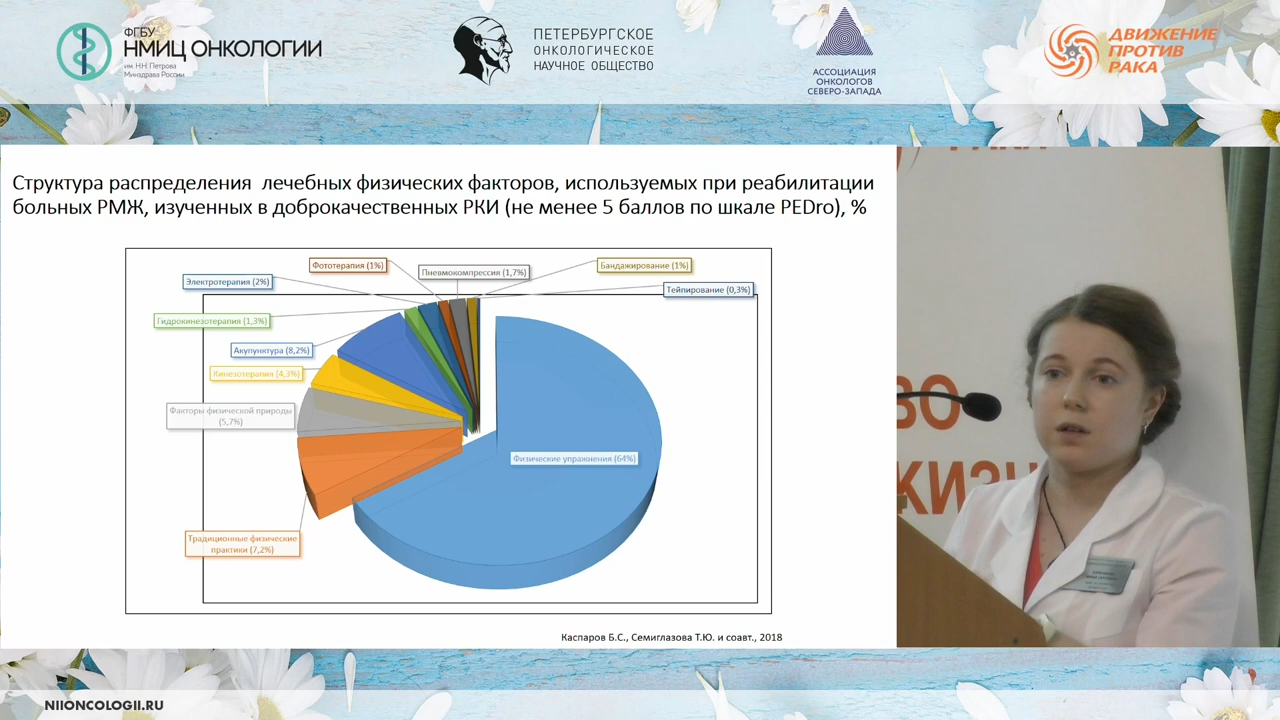 ФГБУ
НМИЦ ОНКОЛОГИИ
им. Н.Н. Петрова
Минздрава России
ПЕТЕРБУРГСКОЕ
ОНКОЛОГИЧЕСКОЕ
НАУЧНОЕ ОБЩЕСТВО
АССОЦИАЦИЯ
ОНКОЛОГОВ
СЕВЕРО-ЗАПАДА
ДВИЖЕНИЕ
ПРОТИВ
РАКА
Структура распределения лечебных физических факторов, используемых при реабилитации
больных РМЖ, изученных в доброкачественных РКИ (не менее 5 баллов по шкале PEDro), %
Фототерапия (1%)
Бандажирование (1%)
Пневмокомпрессия (1,7%)
Электротерапия (2%)
Тейпирование (0,3%)
Гидрокинезотерапия (1,3%)
Акупунктура (8,2%)
Кинезотерапия (4,3%)
Факторы физической природы
(5,7%)
Физические упражнения (64%)
Традиционные физические
практики (7,2%)
Каспаров Б.С., Семиглазова Т.Ю. и соавт., 2018
ВО
ЖИЗН
NIIONCOLOGII.RU